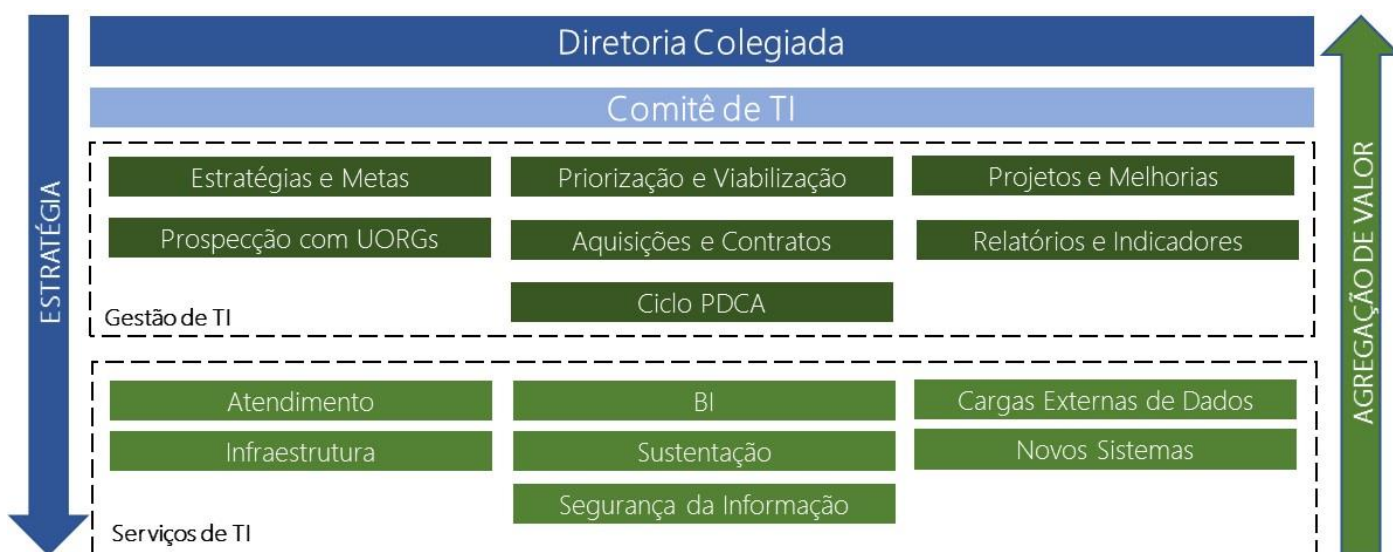 Diretoria Colegiada
Comitê de TI
ESTRATÉGIA
Estratégias e Metas
Priorização e Viabilização
Projetos e Melhorias
Prospecção com UORGs
Aquisições e Contratos
Relatórios e Indicadores
Ciclo PDCA
Gestão de TI
Atendimento
BI
Cargas Externas de Dados
Infraestrutura
Sustentação
Novos Sistemas
Segurança da Informação
Serviços de TI
AGREGAÇÃO DE VALOR